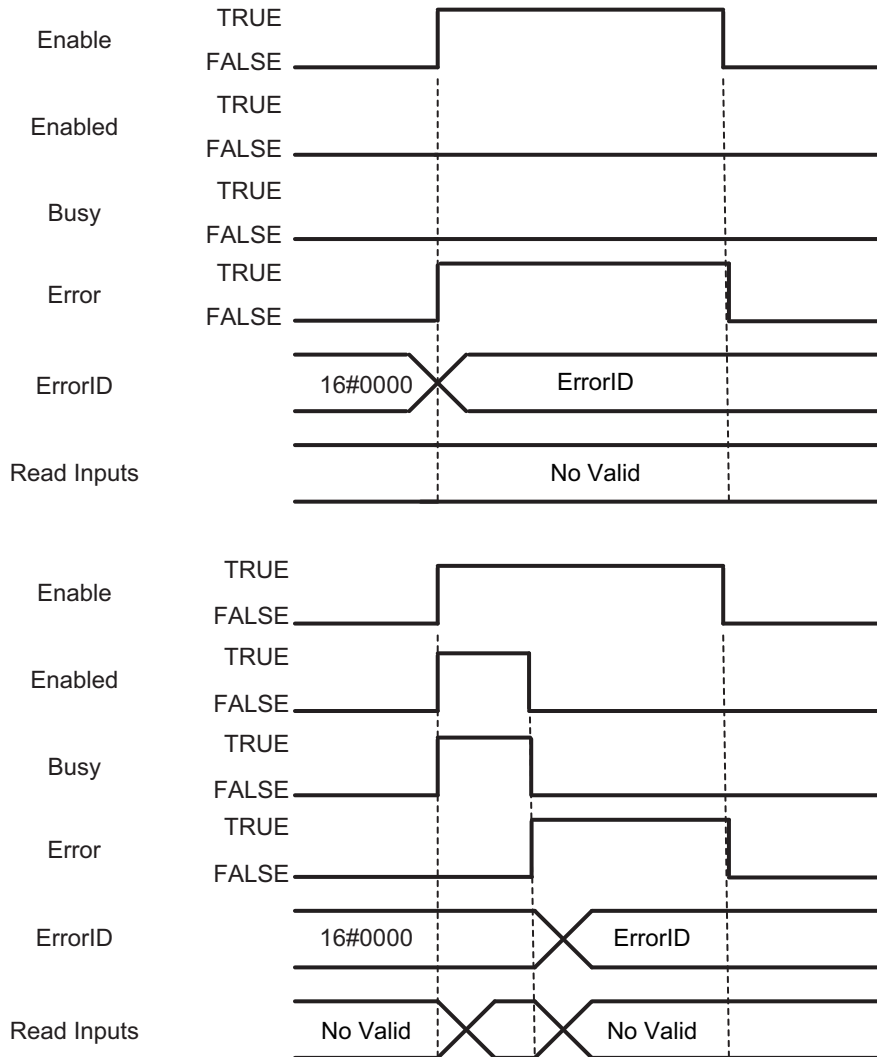 TRUE
Enable
FALSE
TRUE
Enabled
FALSE
TRUE
Busy
FALSE
TRUE
Error
FALSE
ErrorID 16#0000 ErrorID
Read Inputs No Valid
TRUE
Enable
FALSE
TRUE
Enabled
FALSE
TRUE
Busy
FALSE
TRUE
Error
FALSE
ErrorID 16#0000 ErrorID
Read Inputs No Valid No Valid